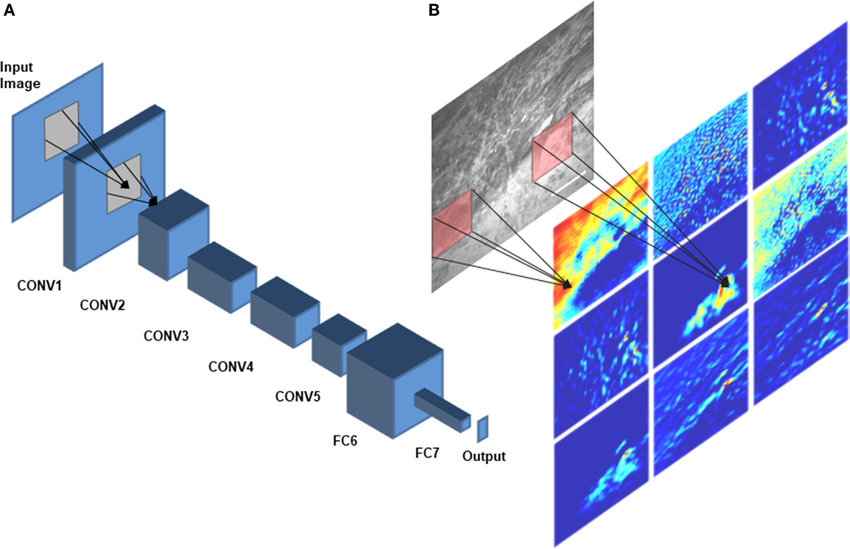 A
B
Input
Image
CONV1
CONV2
CONV3
CONV4
CONV5
FC6
FC7
Output